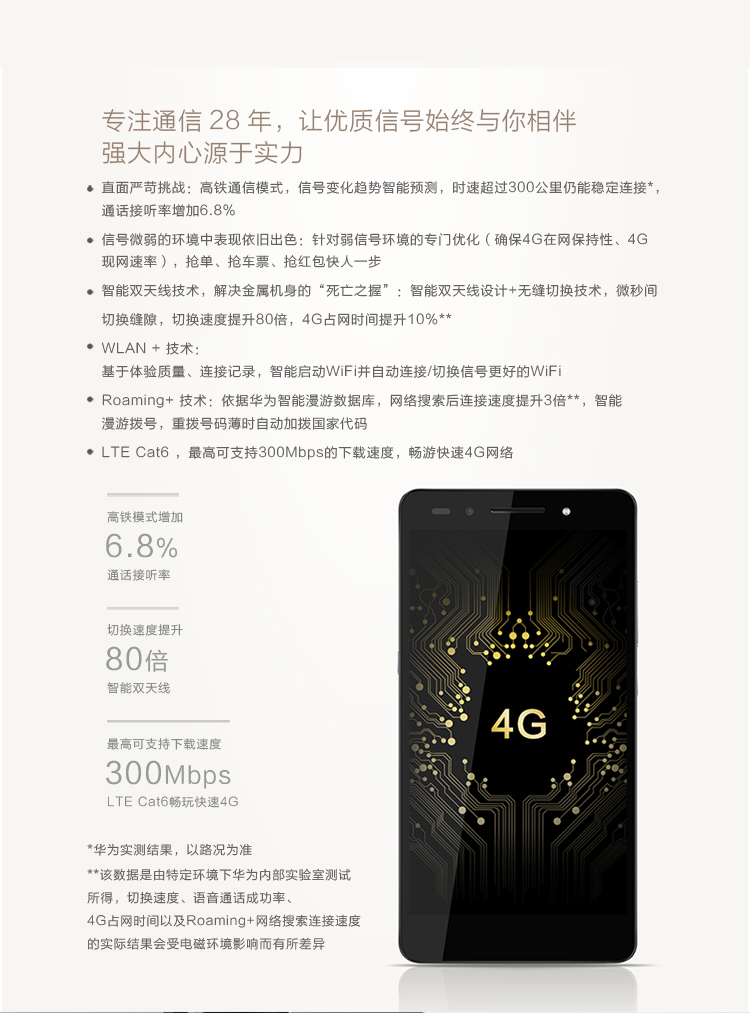 专注通信 28 年，让优质信号始终与你相伴
强大内心源于实力
直面严苛挑战：高铁通信模式，信号变化趋势智能预测，时速超过300公里仍能稳定连接*，
通话接听率增加6.8%
信号微弱的环境中表现依旧出色：针对弱信号环境的专门优化（确保4G在网保持性、4G
现网速率），抢单、抢车票、抢红包快人一步
智能双天线技术，解决金属机身的“死亡之握”：智能双天线设计+无缝切换技术，微秒间
切换缝隙，切换速度提升80倍，4G占网时间提升10%**
WLAN + 技术：
基于体验质量、连接记录，智能启动WiFi并自动连接/切换信号更好的WiFi
Roaming+ 技术：依据华为智能漫游数据库，网络搜索后连接速度提升3倍**，智能
漫游拨号，重拨号码薄时自动加拨国家代码
LTE Cat6 ，最高可支持300Mbps的下载速度，畅游快速4G网络
高铁模式增加
6.8%
通话接听率
切换速度提升
80倍
智能双天线
最高可支持下载速度
300Mbps
LTE Cat6畅玩快速4G
4G
*华为实测结果，以路况为准
**该数据是由特定环境下华为内部实验室测试
所得，切换速度、语音通话成功率、
4G占网时间以及Roaming+网络搜索连接速度
的实际结果会受电磁环境影响而有所差异